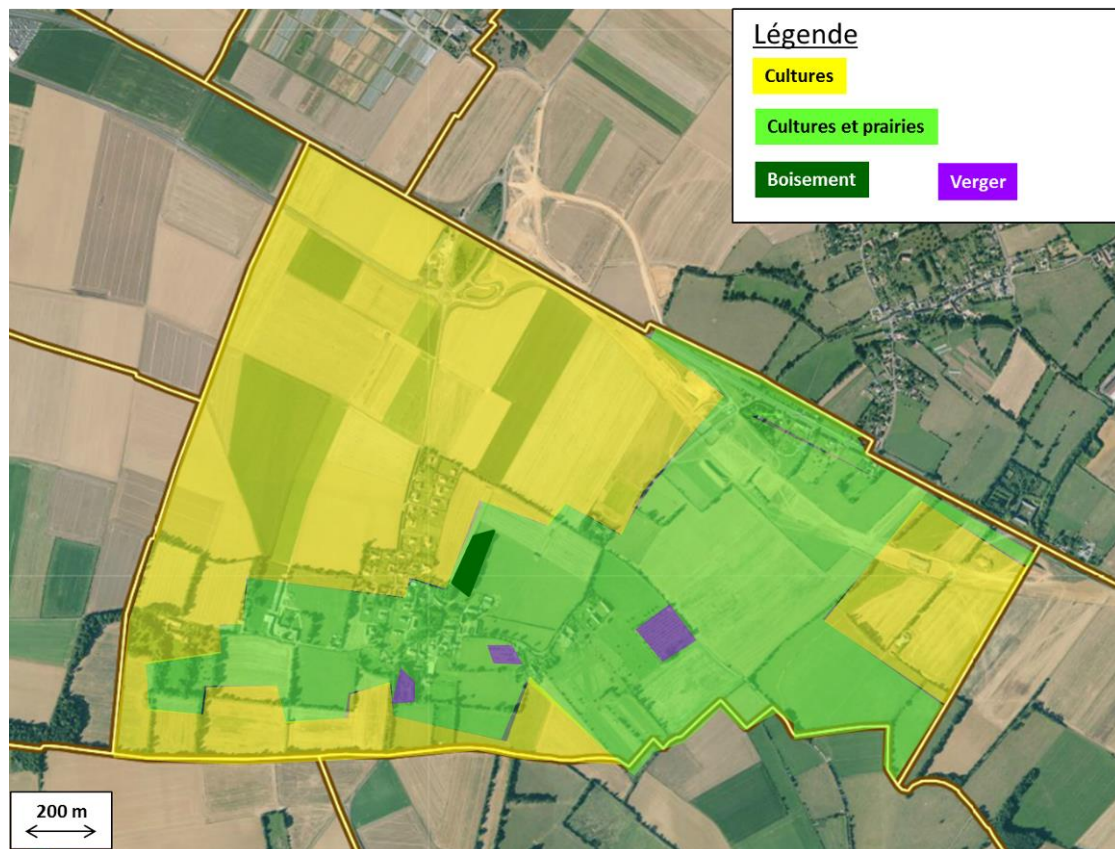 Légende
Cultures
Cultures et prairies
Boisement
Verger
200 m